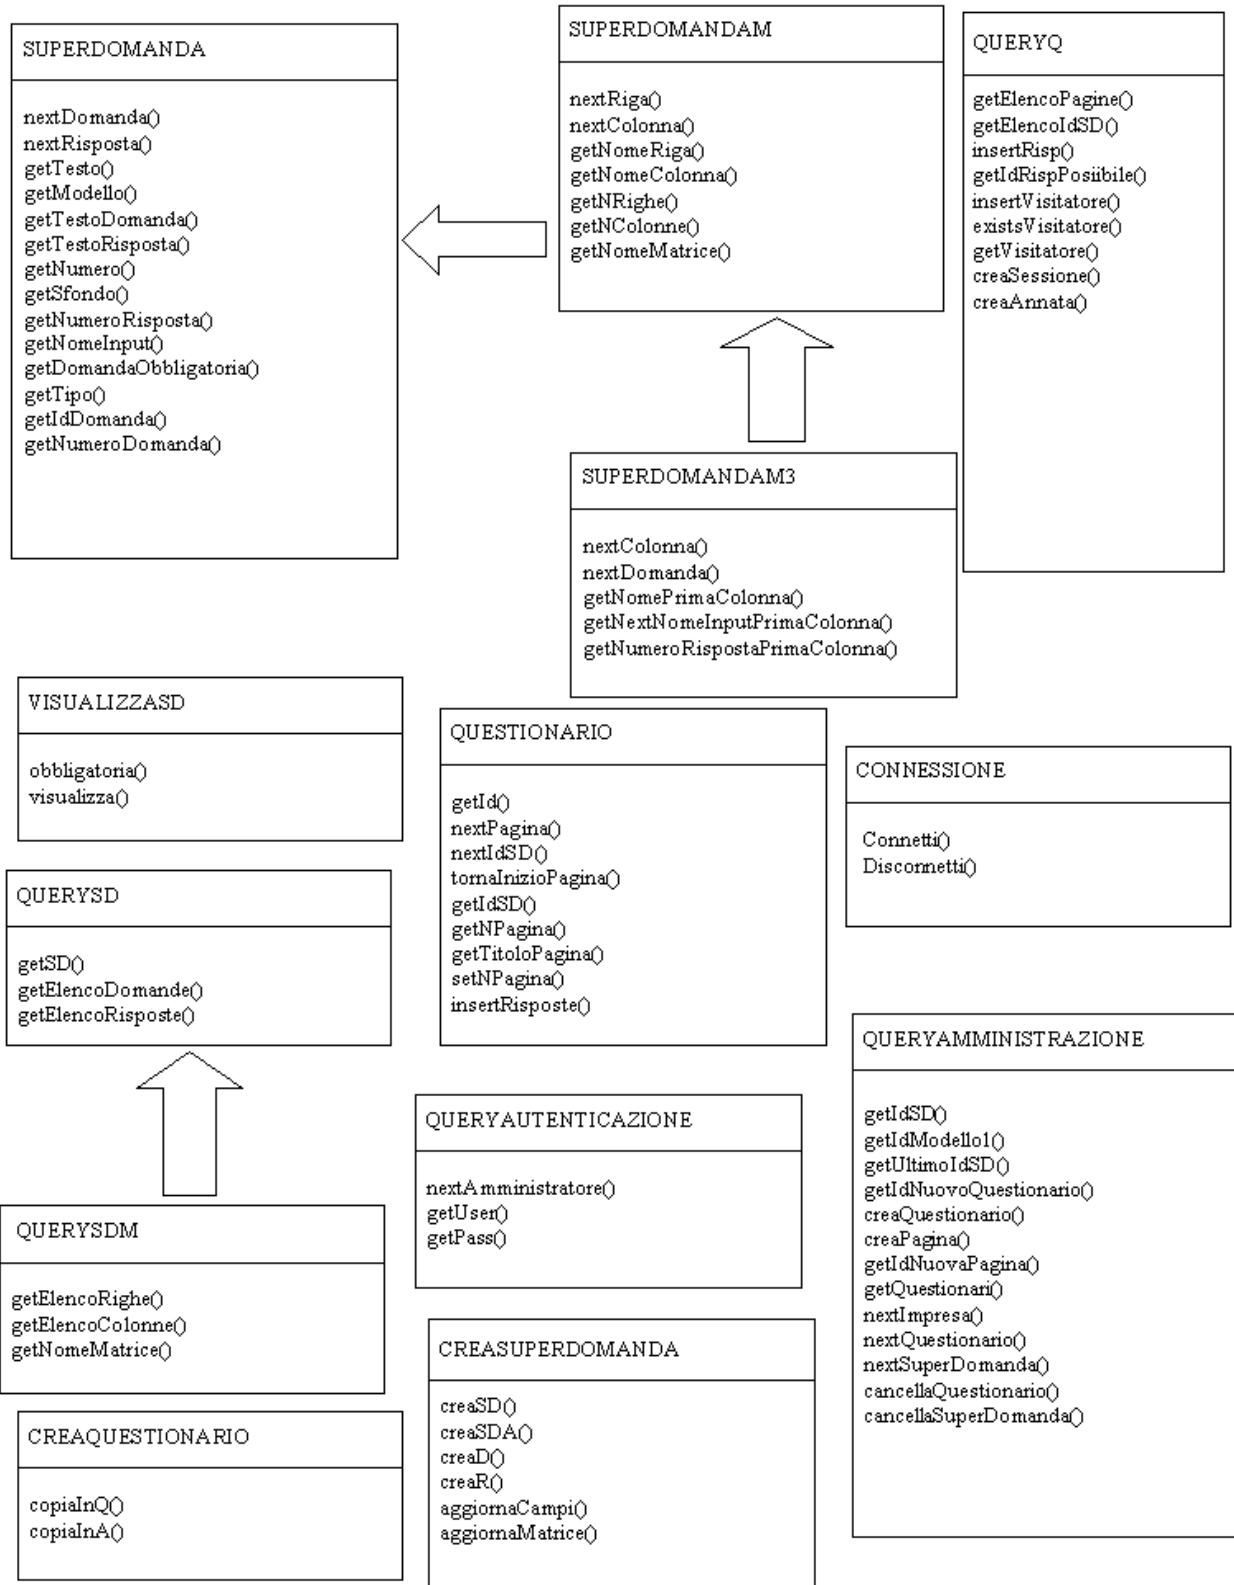 SUPERDOMANDA
nextDomanda()
nextRisposta()
getTesto()
getModello()
getTestoDomanda()
getTestoRisposta()
getNumero()
getSfondo()
getNumeroRisposta()
getNomeInput()
getDomandaObbligatoria()
getTipo()
getIdDomanda()
getNumeroDomanda()
SUPERDOMANDAM
nextRiga()
nextColonna()
getNomeRiga()
getNomeColonna()
getNRighe()
getNColonne()
getNomeMatrice()
QUERYQ
getElencoPagine()
getElencoIdSD()
insertRisp()
getIdRispPosiibile()
insertVisitatore()
existsVisitatore()
getVisitatore()
creaSessione()
creaAnnata()
SUPERDOMANDAM3
nextColonna()
nextDomanda()
getNomePrimaColonna()
getNextNomeInputPrimaColonna()
getNumeroRispostaPrimaColonna()
VISUALIZZASD
obbligatoria()
visualizza()
QUESTIONARIO
getId()
nextPagina()
nextIdSD()
tornaInizioPagina()
getIdSD()
getNPagina()
getTitoloPagina()
setNPagina()
insertRisposte()
CONNESSIONE
Connetti()
Disconnetti()
QUERYSD
getSD()
getElencoDomande()
getElencoRisposte()
QUERYAMMINISTRAZIONE
getIdSD()
getIdModello1()
getUltimoIdSD()
getIdNuovoQuestionario()
creaQuestionario()
creaPagina()
getIdNuovaPagina()
getQuestionari()
nextImpresa()
nextQuestionario()
nextSuperDomanda()
cancellaQuestionario()
cancellaSuperDomanda()
QUERYAUTENTICAZIONE
nextAmministratore()
getUser()
getPass()
QUERYSDM
getElencoRighe()
getElencoColonne()
getNomeMatrice()
CREASUPERDOMANDA
creaSD()
creaSDA()
creaD()
creaR()
aggiornaCampi()
aggiornaMatrice()
CREAQUESTIONARIO
copiaInQ()
copiaInA()